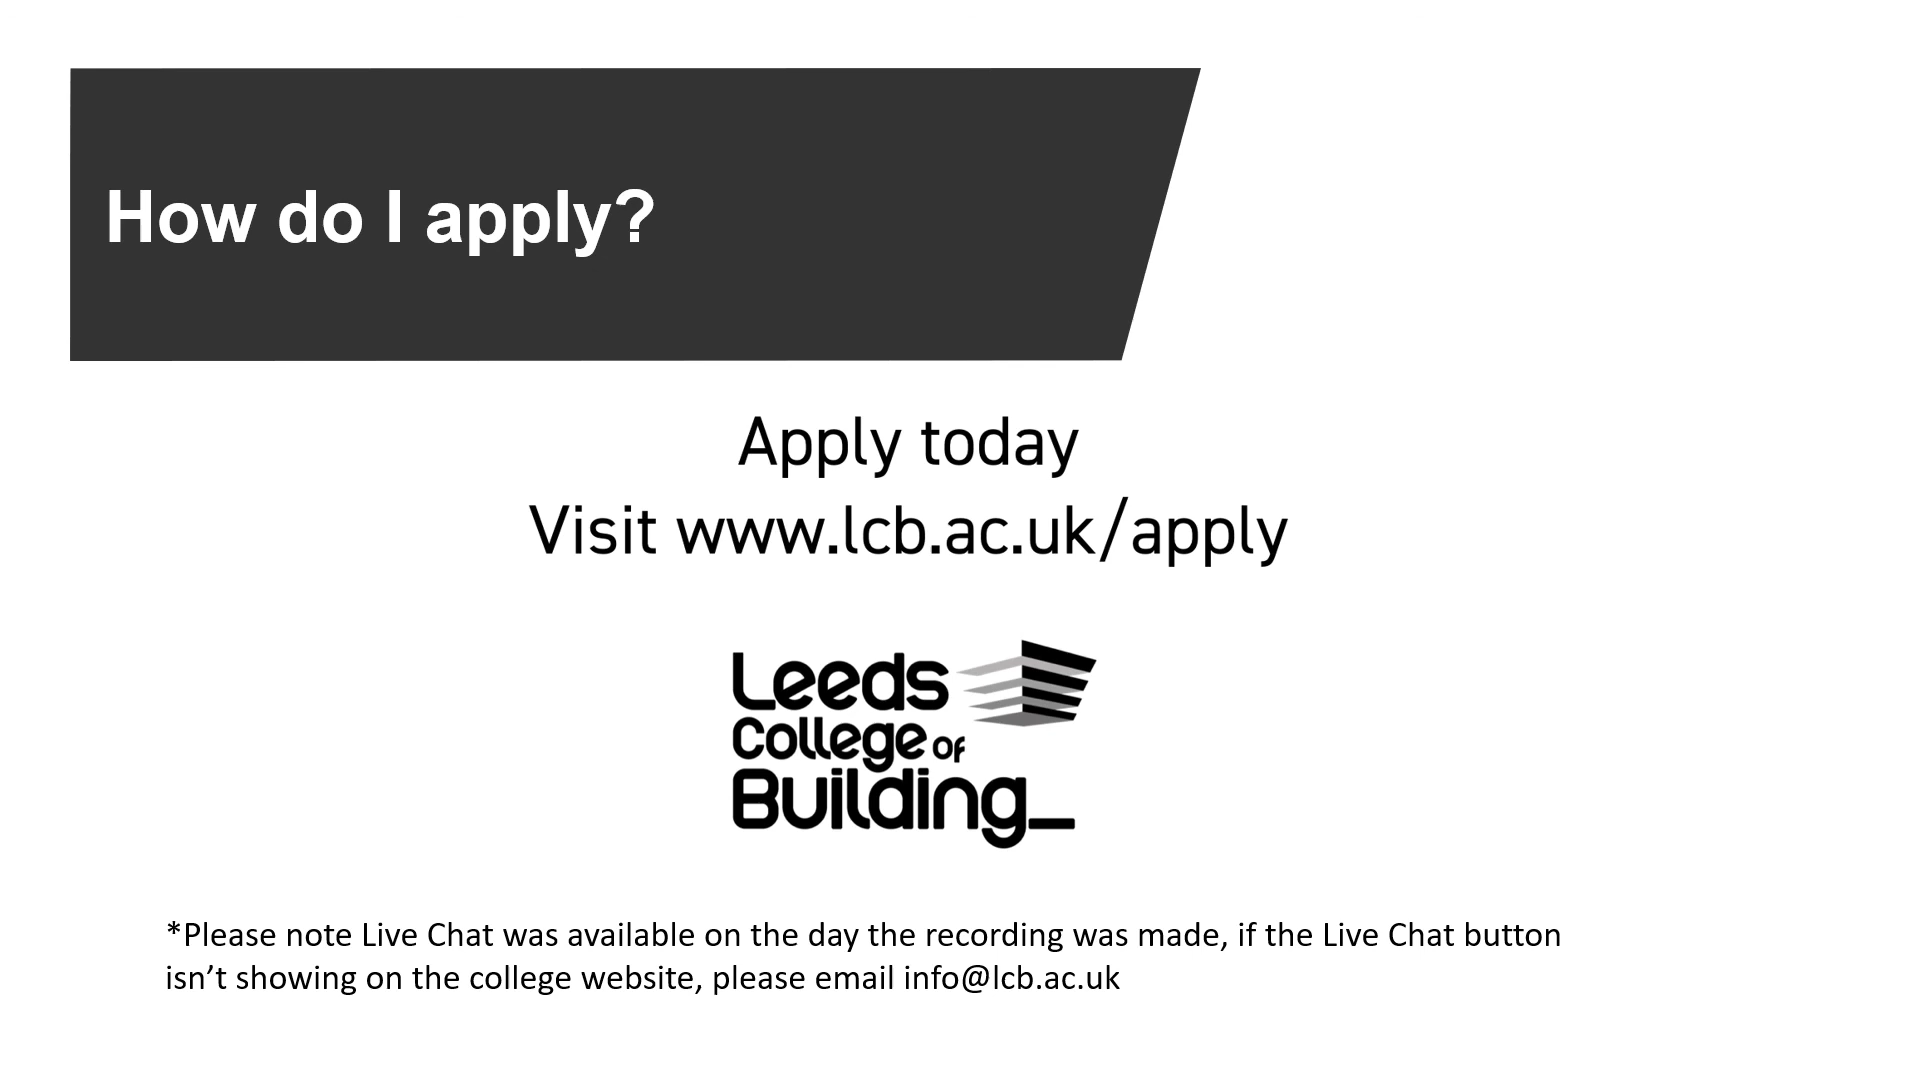 How do I apply?
Apply today
Visit www.lcb.ac.uk/apply
Leeds
College of
Building_
*Please note Live Chat was available on the day the recording was made, if the Live Chat button
isn’t showing on the college website, please email info@lcb.ac.uk